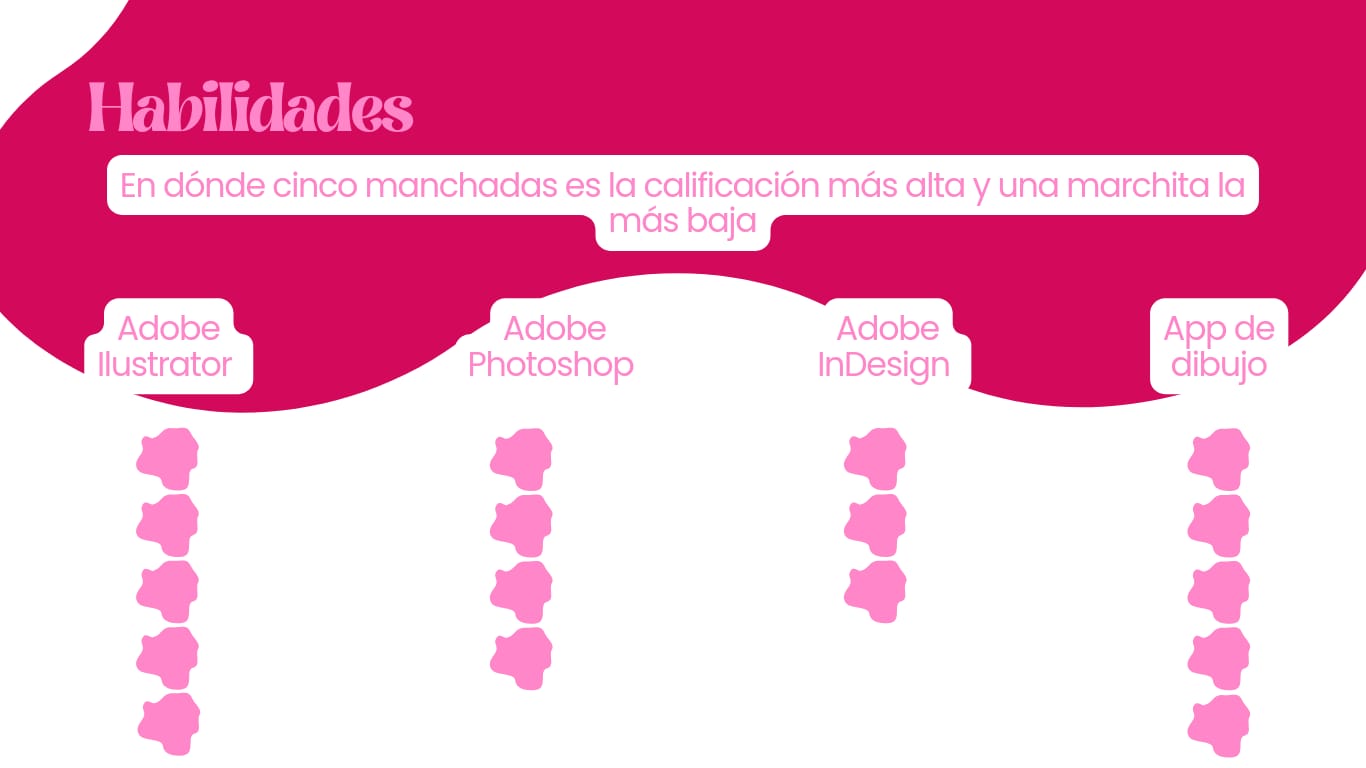 Habilidades
En dónde cinco manchadas es la calificación más alta y una marchita la
más baja
Adobe
Ilustrator
Adobe
Photoshop
Adobe
InDesign
App de
dibujo